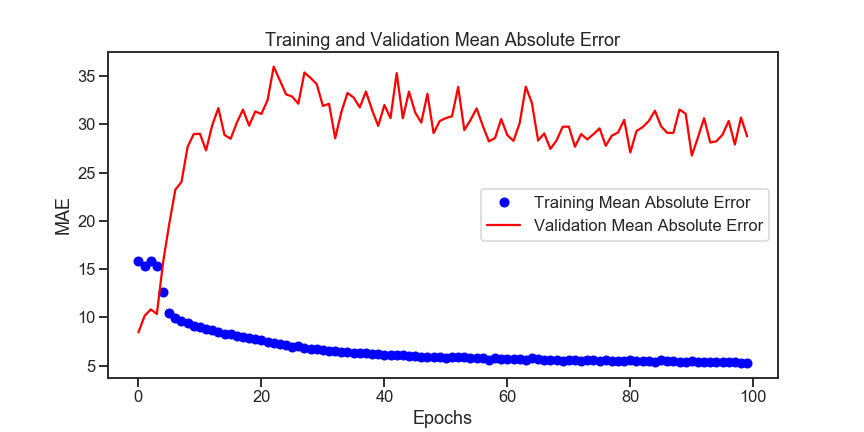 Training and Validation Mean Absolute Error
35
30
25
20
15
10
5
MAE
Training Mean Absolute Error
Validation Mean Absolute Error
0 20 40 60 80 100
Epochs